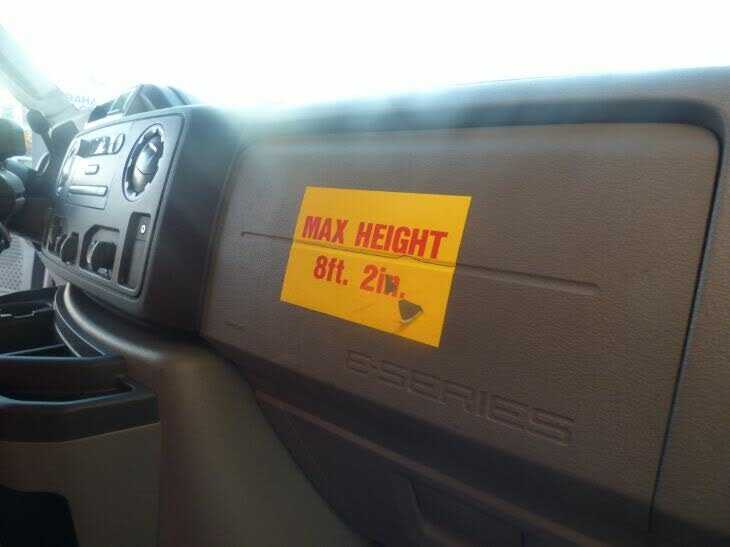 MAX HEIGHT
8ft. 2in.
E-SERIES